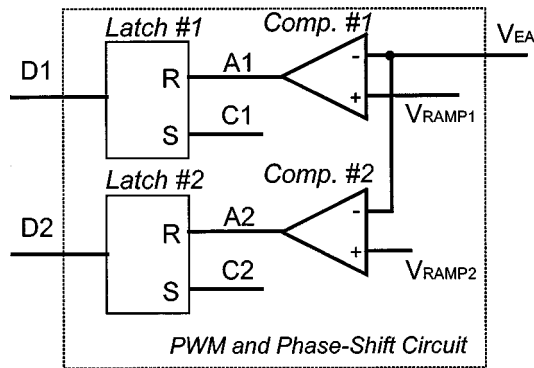 Latch #1
Comp. #1
VEA
D1
R
A1
-
+
VRAMP1
S
C1
Latch #2
Comp. #2
D2
R
A2
-
+
VRAMP2
S
C2
PWM and Phase-Shift Circuit